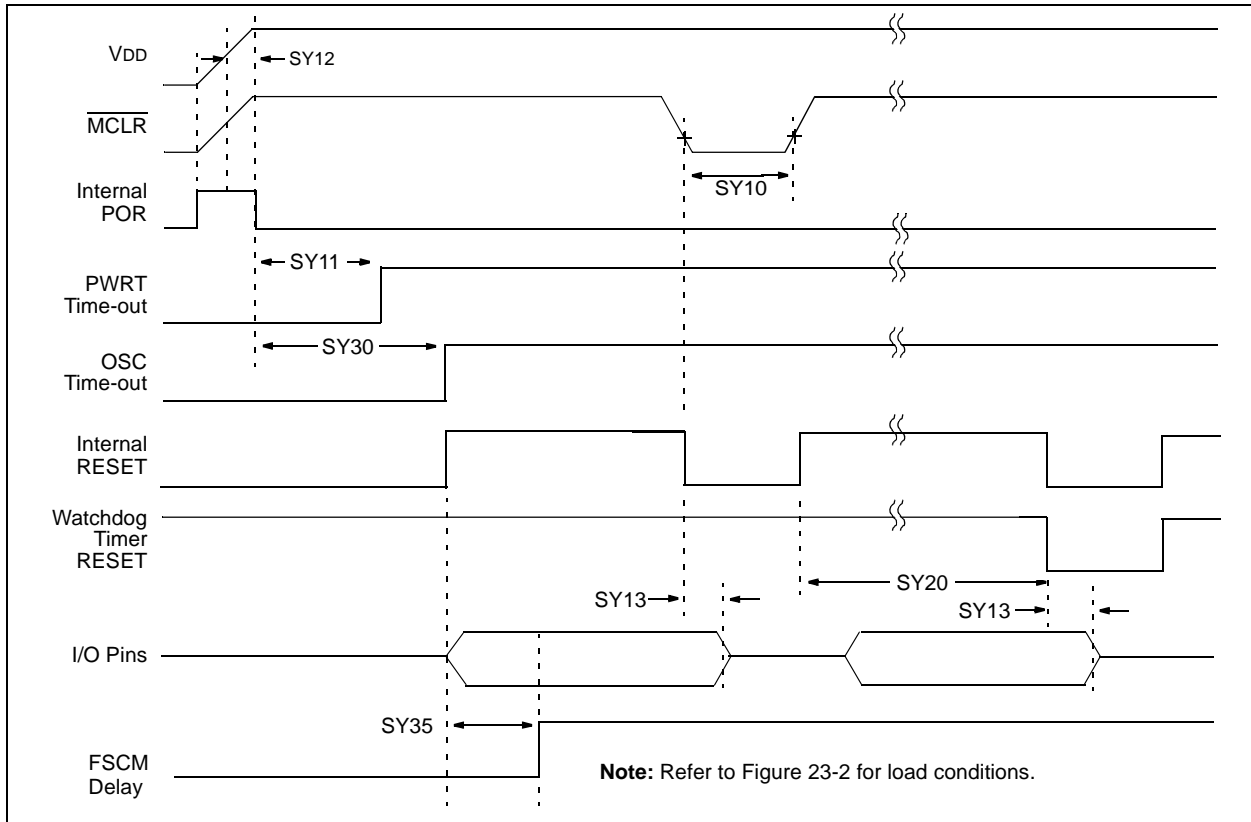 VDD
SY12
MCLR
SY10
Internal
POR
SY11
PWRT
Time-out
SY30
OSC
Time-out
Internal
RESET
Watchdog
Timer
RESET
SY20
SY13
SY13
I/O Pins
SY35
FSCM
Delay
Note: Refer to Figure 23-2 for load conditions.